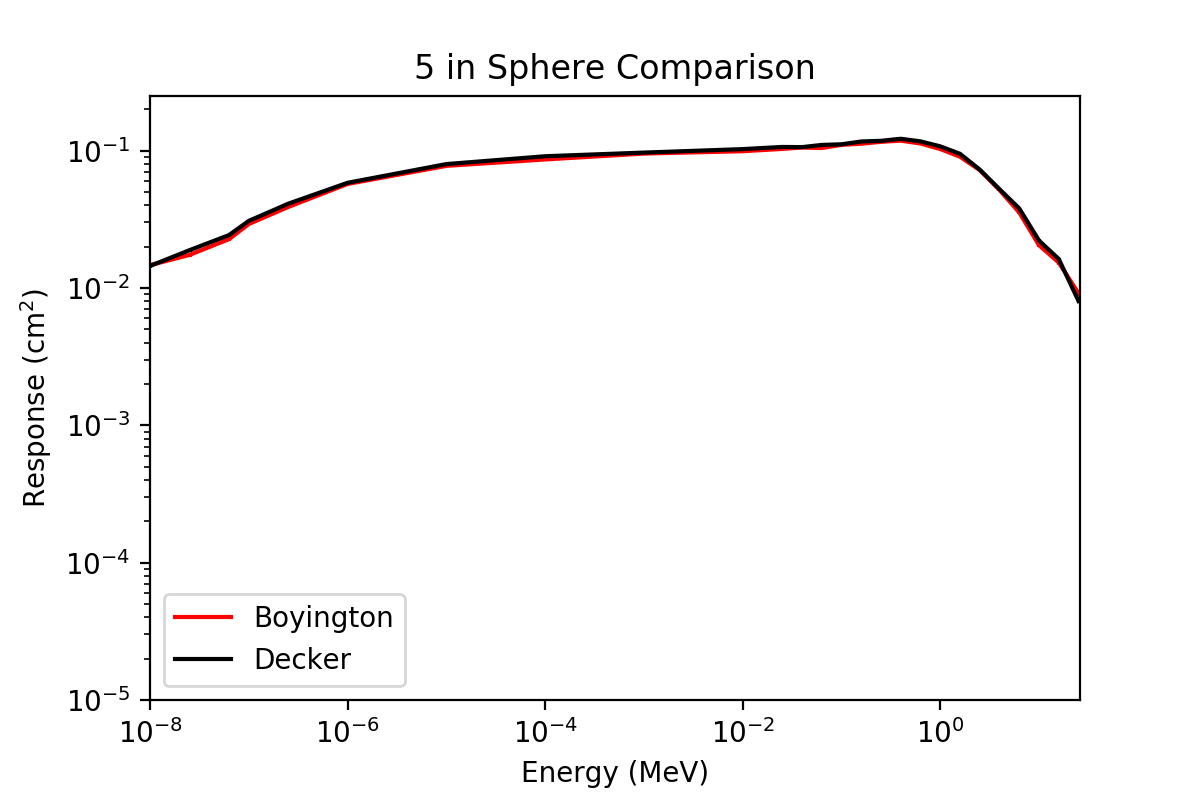 5 in Sphere Comparison
Response (cm²)
10⁻¹
10⁻²
10⁻³
10⁻⁴
10⁻⁵
Boyington
Decker
10⁻⁸ 10⁻⁶ 10⁻⁴ 10⁻² 10⁰
Energy (MeV)